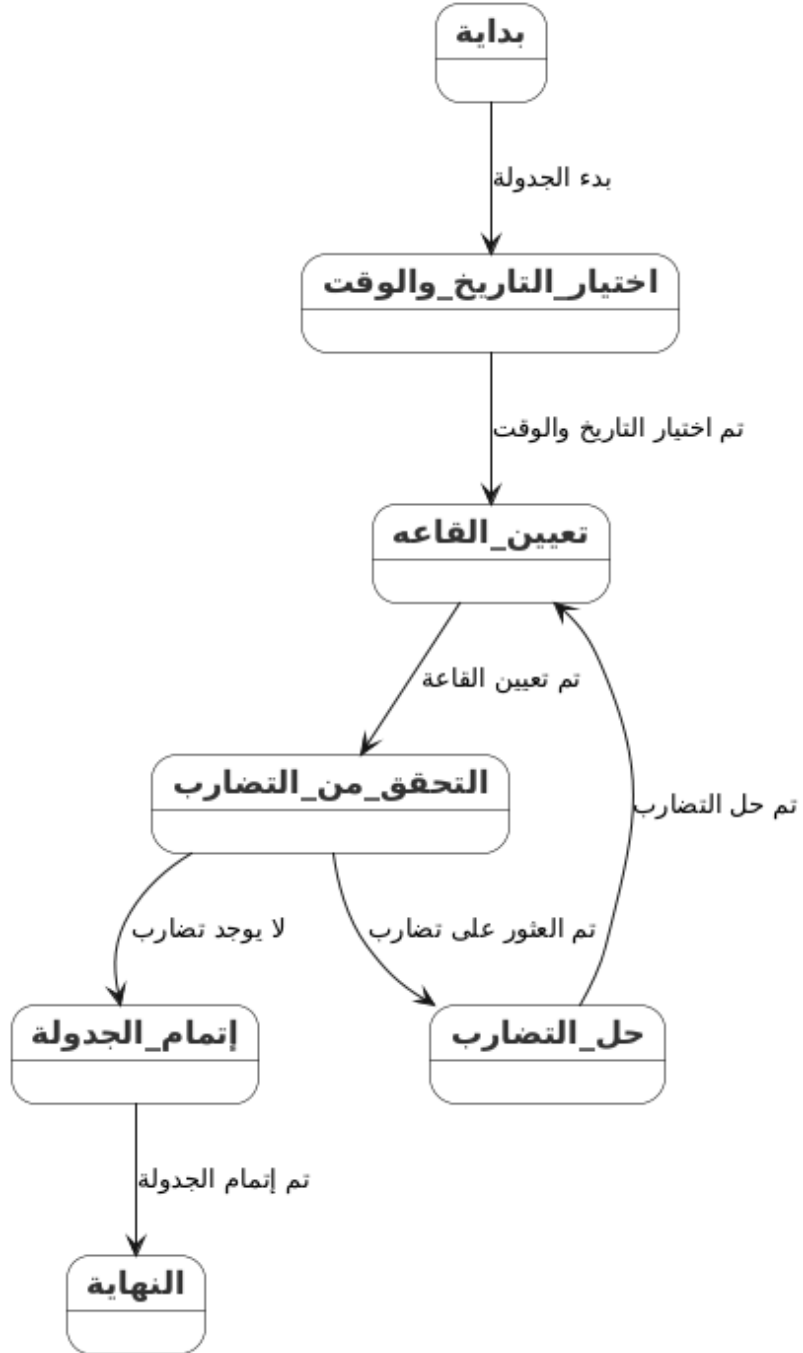 بداية
بدء الجدولة
اختيار_التاريخ_والوقت
تم اختيار التاريخ والوقت
تعيين_القاعه
تم تعيين القاعة
التحقق_من_التضارب
تم حل التضارب
لا يوجد تضارب
تم العثور على تضارب
إتمام_الجدولة
حل_التضارب
تم إتمام الجدولة
النهاية